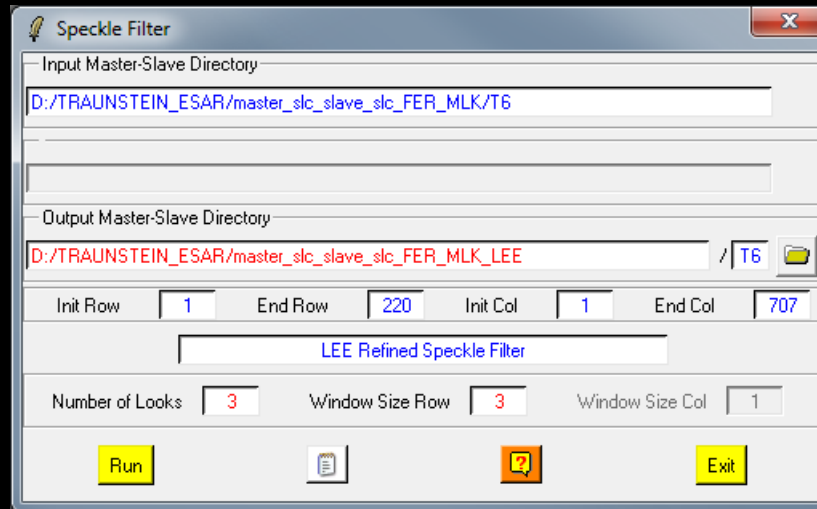 Speckle Filter
Input Master-Slave Directory
D:/TRAUNSTEIN_ESAR/master_slc_slave_slc_FER_MLK/T6
Output Master-Slave Directory
D:/TRAUNSTEIN_ESAR/master_slc_slave_slc_FER_MLK_LEE / T6
Init Row 1 End Row 220 Init Col 1 End Col 707
LEE Refined Speckle Filter
Number of Looks 3 Window Size Row 3 Window Size Col 1
Run ? Exit